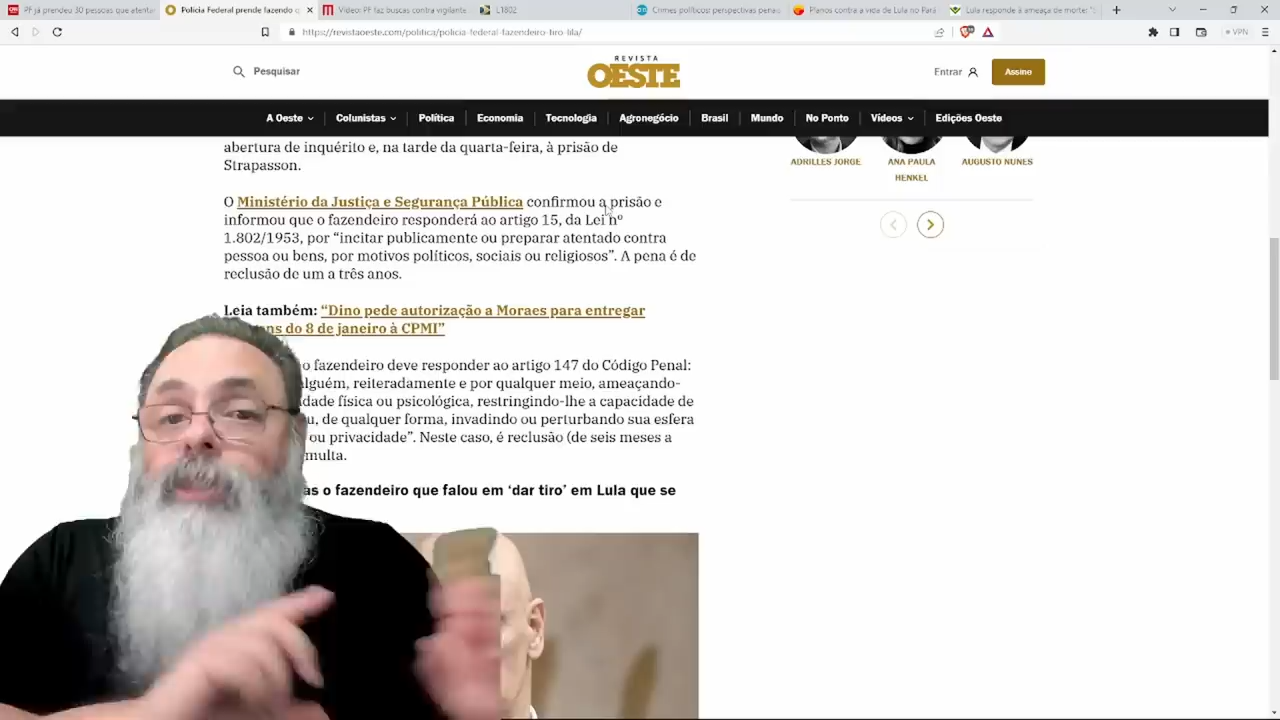 PF já prendeu 30 pessoas que atentar
Polícia Federal prende fazendeiro q
Vídeo: PF faz buscas contra vigilante
L1802
Crimes políticos: perspectivas penais
Planos contra a vida de Lula no Pará
Lula responde à ameaça de morte: "
https://revistaoeste.com/politica/policia-federal-fazendeiro-tiro-lula/
VPN
Pesquisar
REVISTA
OESTE
Entrar
Assine
A Oeste
Colunistas
Política
Economia
Tecnologia
Agronegócio
Brasil
Mundo
No Ponto
Vídeos
Edições Oeste
abertura de inquérito e, na tarde da quarta-feira, à prisão de
Strapasson.
O Ministério da Justiça e Segurança Pública confirmou a prisão e
informou que o fazendeiro responderá ao artigo 15, da Lei nº
1.802/1953, por “incitar publicamente ou preparar atentado contra
pessoa ou bens, por motivos políticos, sociais ou religiosos”. A pena é de
reclusão de um a três anos.
Leia também: “Dino pede autorização a Moraes para entregar
ns do 8 de janeiro à CPMI”
o fazendeiro deve responder ao artigo 147 do Código Penal:
alguém, reiteradamente e por qualquer meio, ameaçando-
dade física ou psicológica, restringindo-lhe a capacidade de
u, de qualquer forma, invadindo ou perturbando sua esfera
ou privacidade”. Neste caso, é reclusão (de seis meses a
multa.
as o fazendeiro que falou em ‘dar tiro’ em Lula que se
ADRILLES JORGE
ANA PAULA
HENKEL
AUGUSTO NUNES